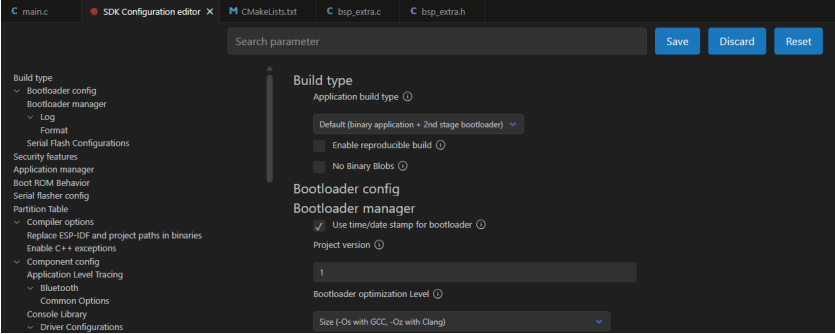 C main.c
SDK Configuration editor
M CMakeLists.txt
C bsp_extra.c
C bsp_extra.h
Search parameter
Save
Discard
Reset
Build type
Bootloader config
Bootloader manager
Log
Format
Serial Flash Configurations
Security features
Application manager
Boot ROM Behavior
Serial flasher config
Partition Table
Compiler options
Replace ESP-IDF and project paths in binaries
Enable C++ exceptions
Component config
Application Level Tracing
Bluetooth
Common Options
Console Library
Driver Configurations
Build type
Application build type
Default (binary application + 2nd stage bootloader)
Enable reproducible build
No Binary Blobs
Bootloader config
Bootloader manager
Use time/date stamp for bootloader
Project version
1
Bootloader optimization Level
Size (-Os with GCC, -Oz with Clang)